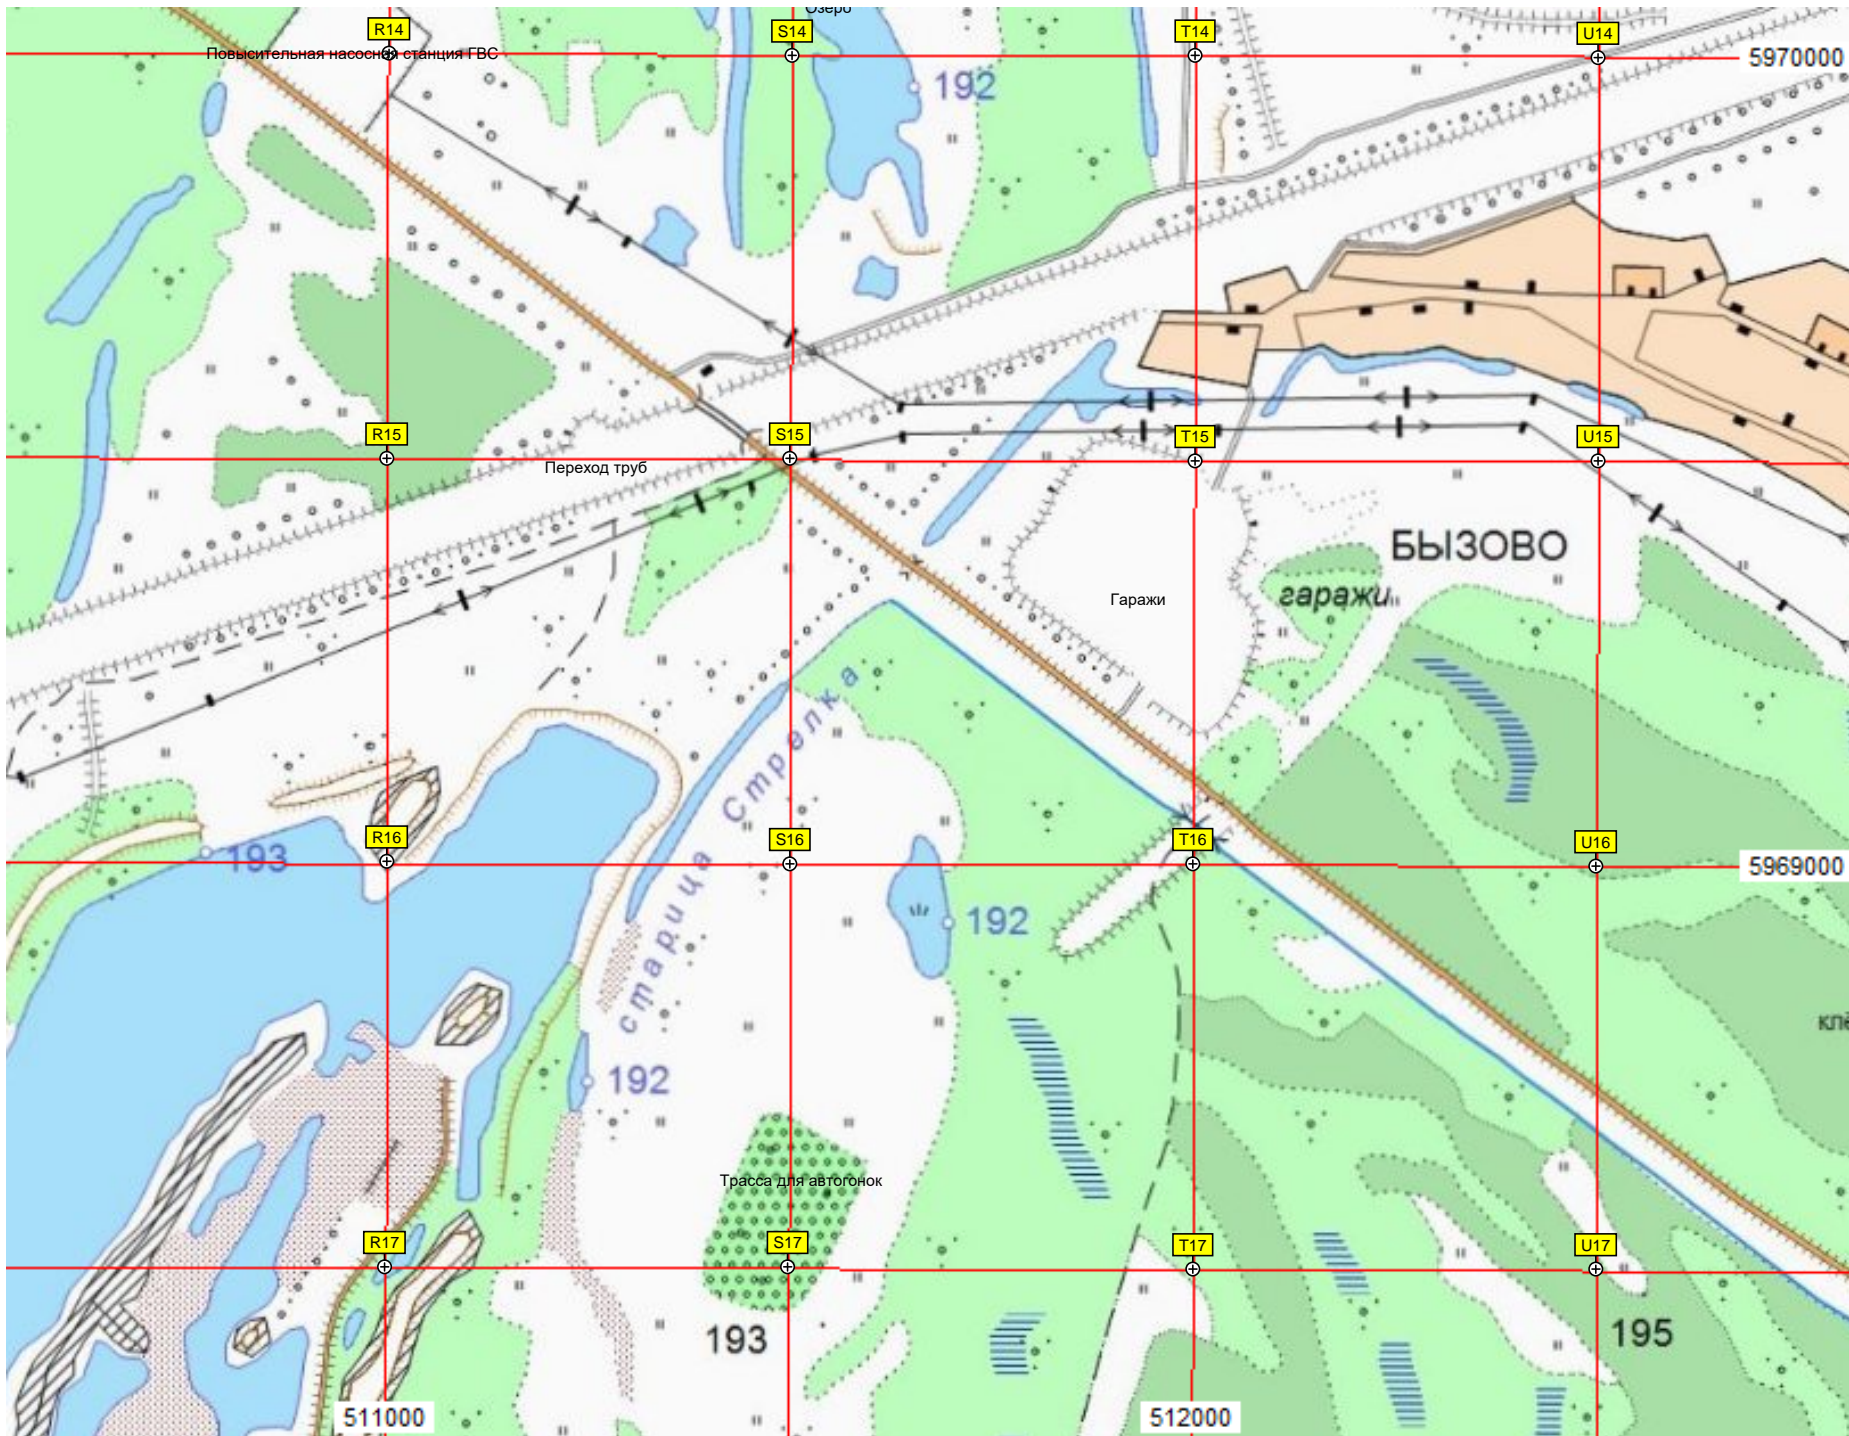 Озеро
R14
S14
T14
U14
Повысительная насосная станция ГВС
5970000
192
R15
S15
T15
U15
Переход труб
БЫЗОВО
Гаражи
гаражи
старица Стрелка
R16
S16
T16
U16
193
5969000
192
клё
192
Трасса для автогонок
R17
S17
T17
U17
193
195
511000
512000